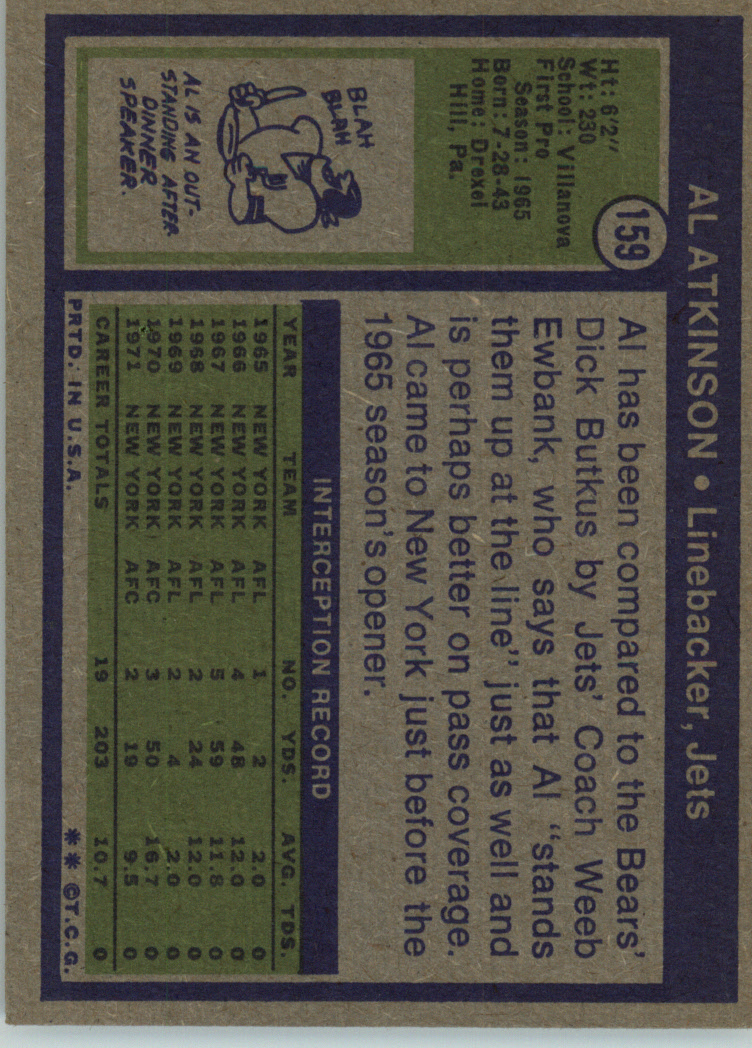 AL ATKINSON • Linebacker, Jets
159
Ht: 6'2"
Wt: 230
School: Villanova
First Pro
Season: 1965
Born: 7-28-43
Home: Drexel
Hill, Pa.
BLAH
BLAH
AL IS AN OUT-
STANDING AFTER
DINNER
SPEAKER.
Al has been compared to the Bears'
Dick Butkus by Jets' Coach Weeb
Ewbank, who says that Al "stands
them up at the line" just as well and
is perhaps better on pass coverage.
Al came to New York just before the
1965 season's opener.
INTERCEPTION RECORD
YEAR TEAM NO. YDS. AVG. TDS.
1965 NEW YORK AFL 1 2 2.0 0
1966 NEW YORK AFL 4 48 12.0 0
1967 NEW YORK AFL 5 59 11.8 0
1968 NEW YORK AFL 2 24 12.0 0
1969 NEW YORK AFL 2 4 2.0 0
1970 NEW YORK AFC 3 50 16.7 0
1971 NEW YORK AFC 2 19 9.5 0
CAREER TOTALS 19 203 10.7 0
PRTD. IN U.S.A. ** ©T.C.G.